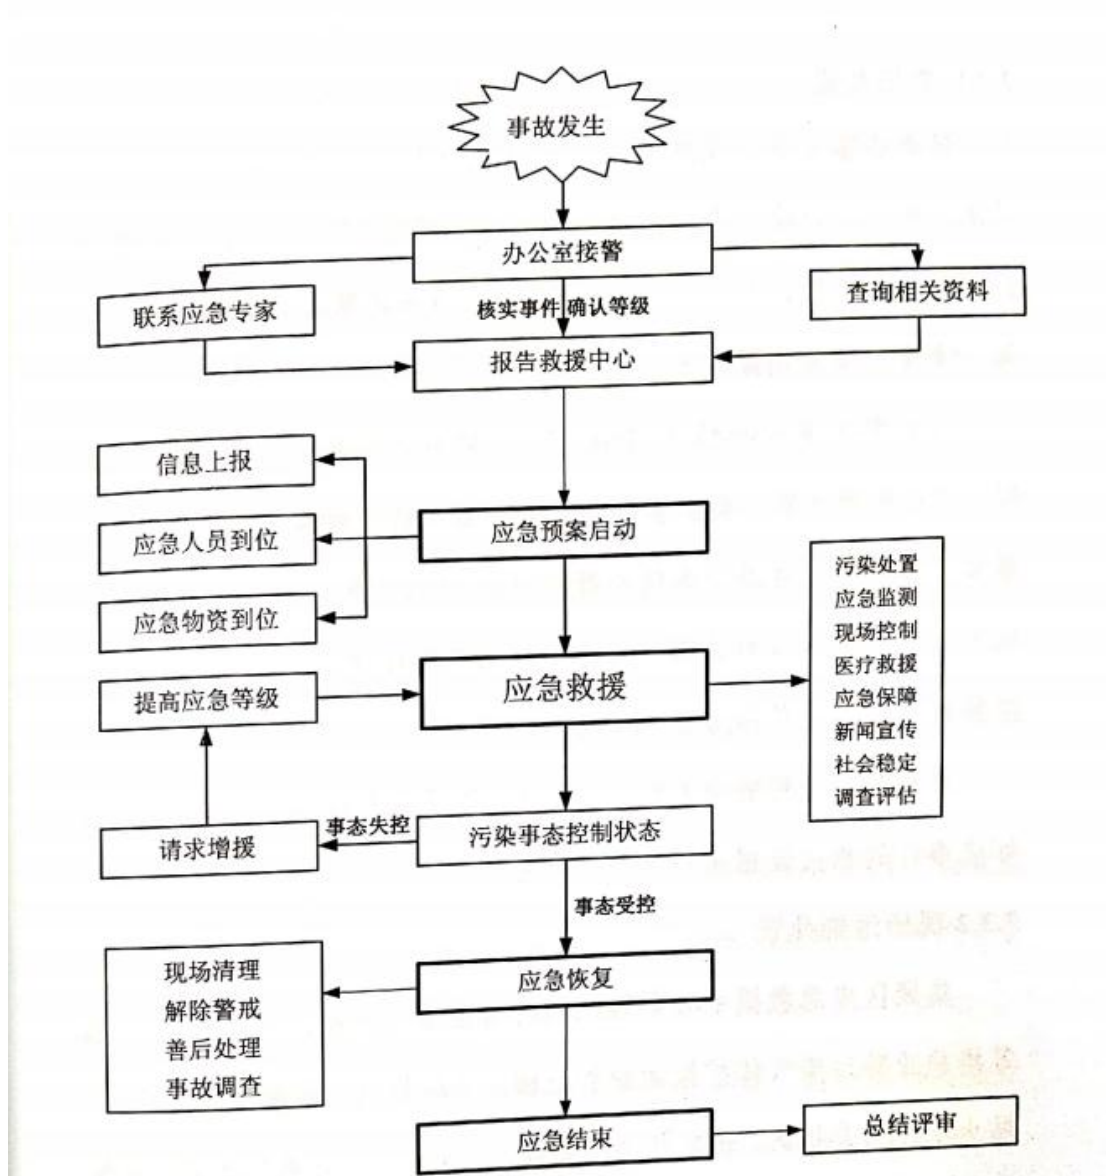 事故发生
办公室接警
联系应急专家
核实事件 确认等级
查询相关资料
报告救援中心
信息上报
应急预案启动
应急人员到位
应急物资到位
污染处置
应急监测
现场控制
医疗救援
应急保障
新闻宣传
社会稳定
调查评估
提高应急等级
应急救援
请求增援
事态失控
污染事态控制状态
事态受控
现场清理
解除警戒
善后处理
事故调查
应急恢复
应急结束
总结评审